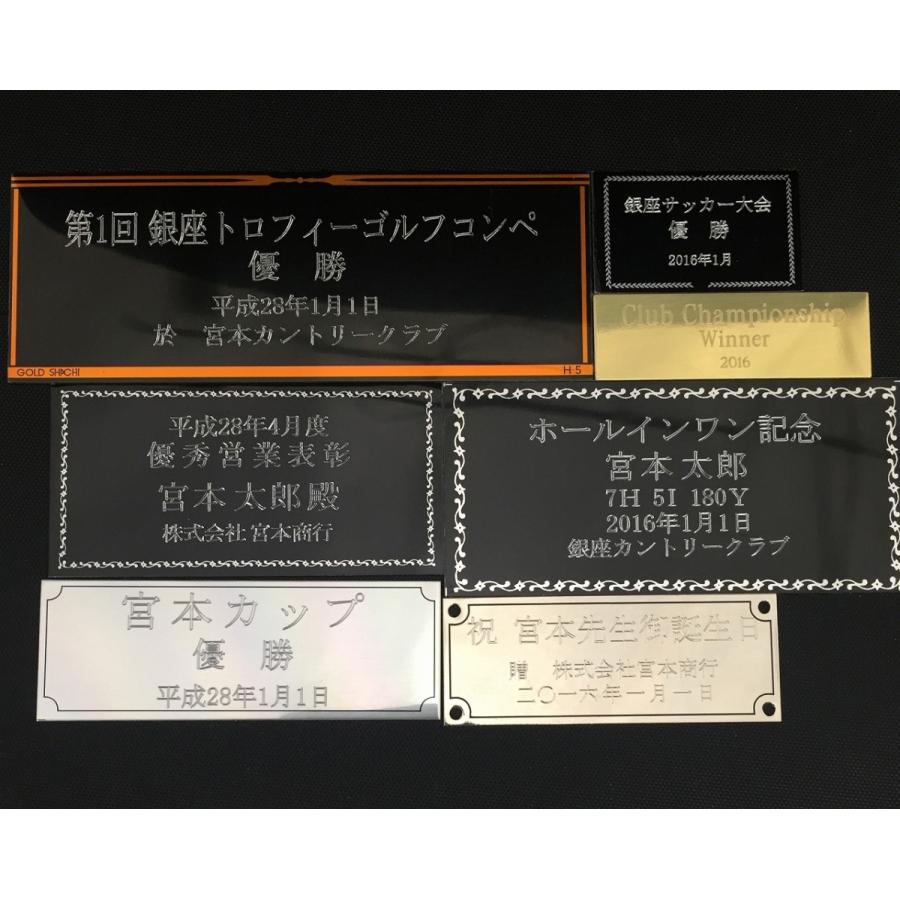 第1回 銀座トロフィーゴルフコンペ
優 勝
平成28年1月1日
於 宮本カントリークラブ
GOLD SHACHI
H5
銀座サッカー大会
優 勝
2016年1月
Club Championship
Winner
2016
平成28年4月度
優秀営業表彰
宮本太郎殿
株式会社 宮本商行
ホールインワン記念
宮本太郎
7H 5I 180Y
2016年1月1日
銀座カントリークラブ
宮本カップ
優 勝
平成28年1月1日
祝 宮本先生御誕生日
贈 株式会社宮本商行
二〇一六年一月一日